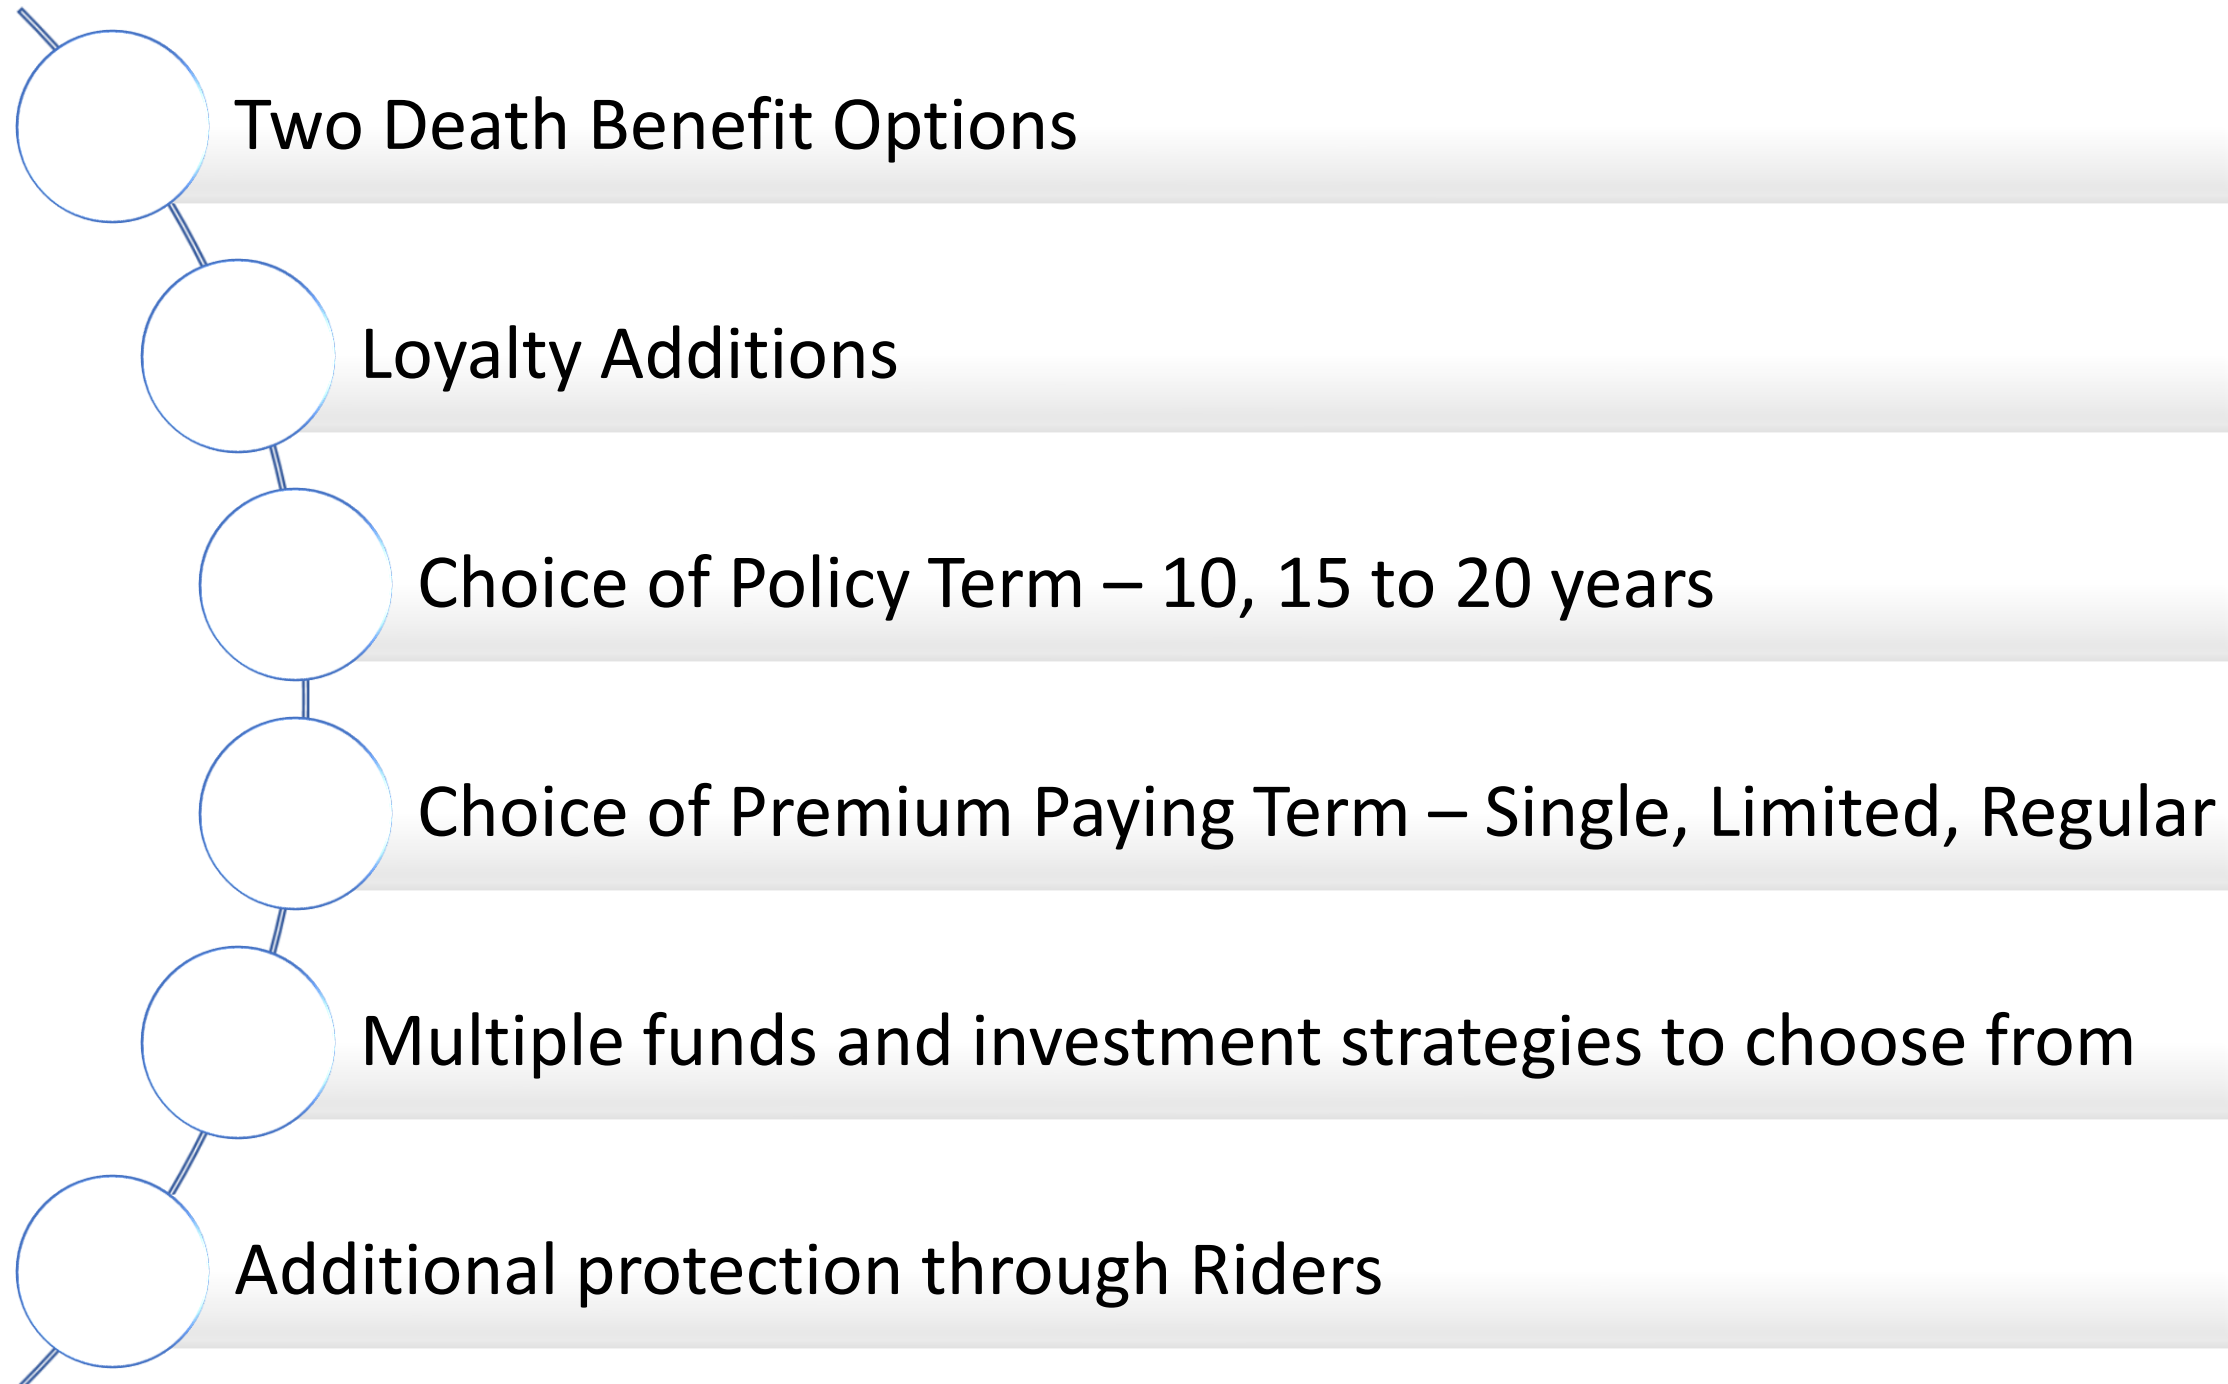 Two Death Benefit Options
Loyalty Additions
Choice of Policy Term – 10, 15 to 20 years
Choice of Premium Paying Term – Single, Limited, Regular
Multiple funds and investment strategies to choose from
Additional protection through Riders